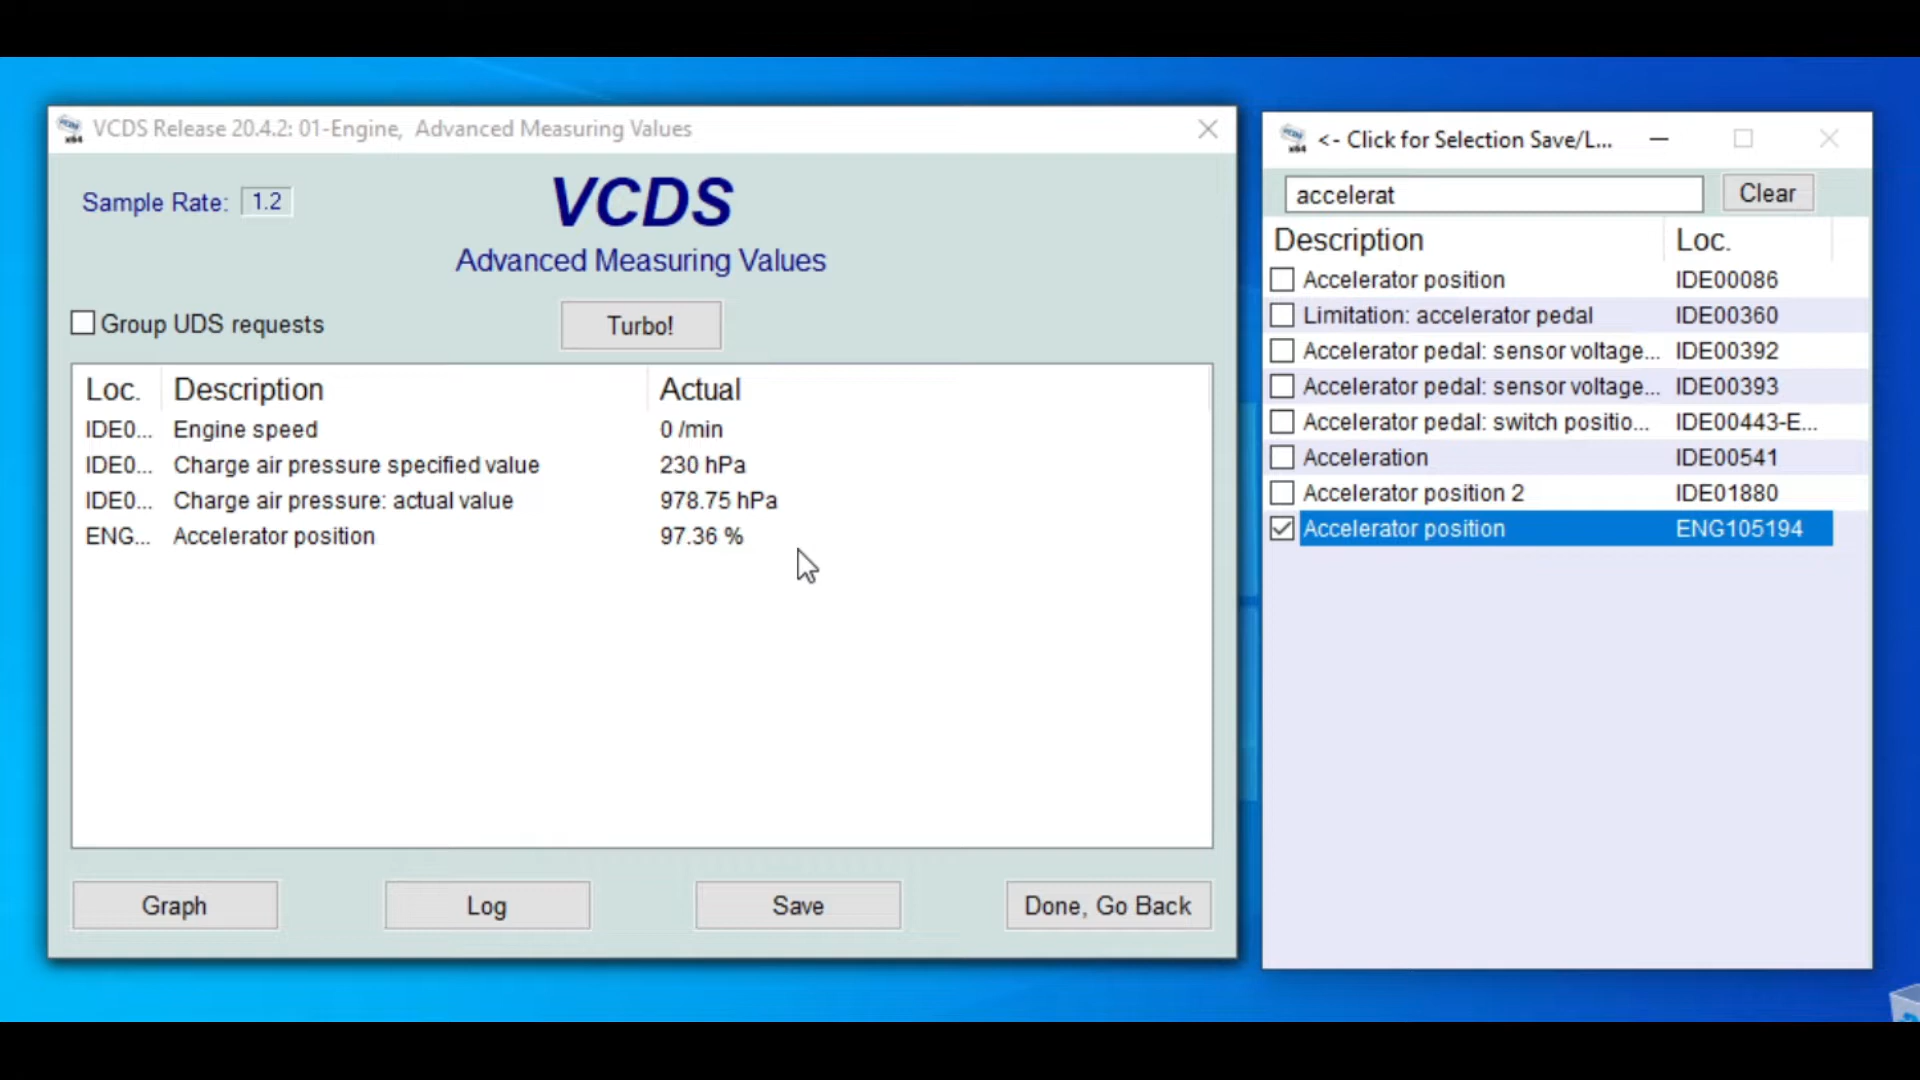 VCDS Release 20.4.2: 01-Engine, Advanced Measuring Values
Sample Rate: 1.2
VCDS
Advanced Measuring Values
Group UDS requests
Turbo!
Loc. Description Actual
IDE0... Engine speed 0 /min
IDE0... Charge air pressure specified value 230 hPa
IDE0... Charge air pressure: actual value 978.75 hPa
ENG... Accelerator position 97.36 %
Graph Log Save Done, Go Back
<- Click for Selection Save/L...
accelerat Clear
Description Loc.
Accelerator position IDE00086
Limitation: accelerator pedal IDE00360
Accelerator pedal: sensor voltage... IDE00392
Accelerator pedal: sensor voltage... IDE00393
Accelerator pedal: switch positio... IDE00443-E...
Acceleration IDE00541
Accelerator position 2 IDE01880
Accelerator position ENG105194